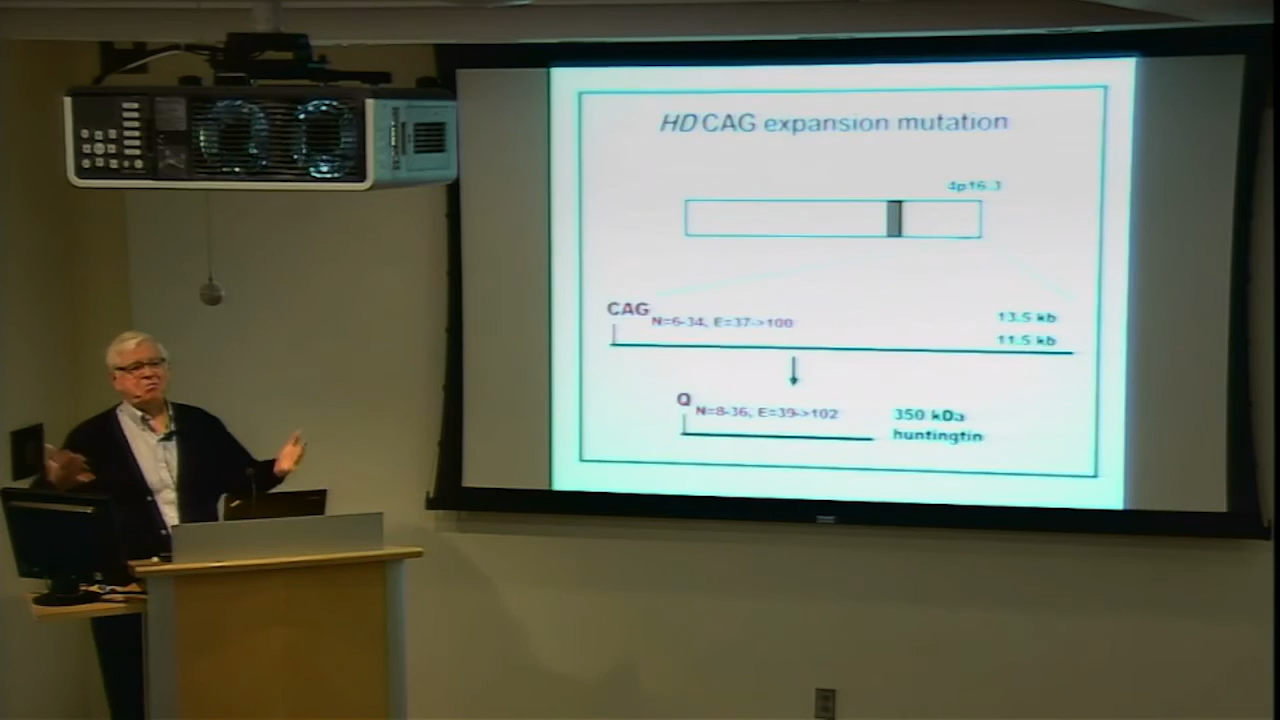 HD CAG expansion mutation
4p16.3
CAG
N=6-34, E=37->100
13.5 kb
11.5 kb
Q
N=8-36, E=39->102
350 kDa
huntingtin